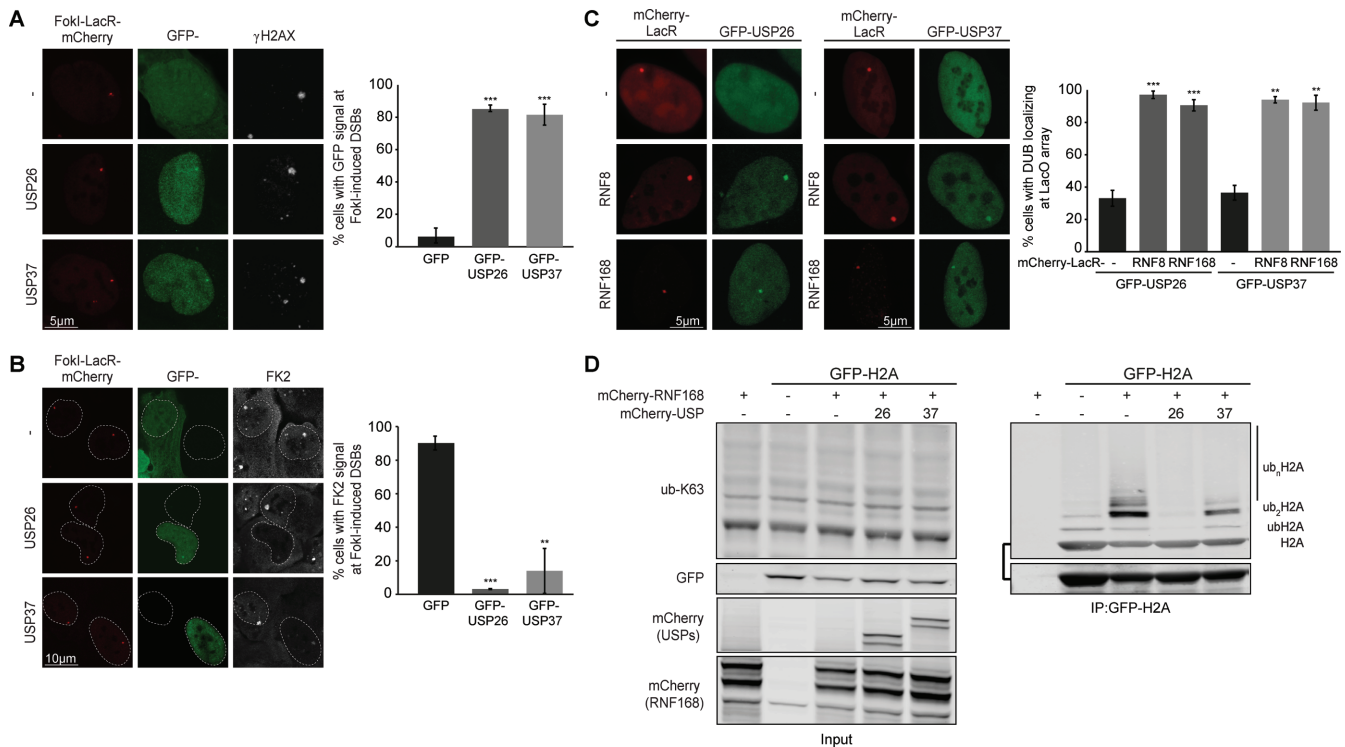 A
FokI-LacR-
mCherry
GFP-
γH2AX
-
USP26
USP37
5μm
% cells with GFP signal at
FokI-induced DSBs
100
80
60
40
20
0
***
***
GFP
GFP-
USP26
GFP-
USP37
B
FokI-LacR-
mCherry
GFP-
FK2
-
USP26
USP37
10μm
% cells with FK2 signal
at FokI-induced DSBs
100
80
60
40
20
0
***
**
GFP
GFP-
USP26
GFP-
USP37
C
mCherry-
LacR
GFP-USP26
mCherry-
LacR
GFP-USP37
-
RNF8
RNF168
-
RNF8
RNF168
5μm
5μm
% cells with DUB localizing
at LacO array
100
80
60
40
20
0
***
***
**
**
mCherry-LacR- - RNF8 RNF168 - RNF8 RNF168
GFP-USP26 GFP-USP37
D
GFP-H2A
mCherry-RNF168 + - + + +
mCherry-USP - - - 26 37
ub-K63
GFP
mCherry
(USPs)
mCherry
(RNF168)
Input
GFP-H2A
+ - + + +
- - - 26 37
ubnH2A
ub2H2A
ubH2A
H2A
IP:GFP-H2A